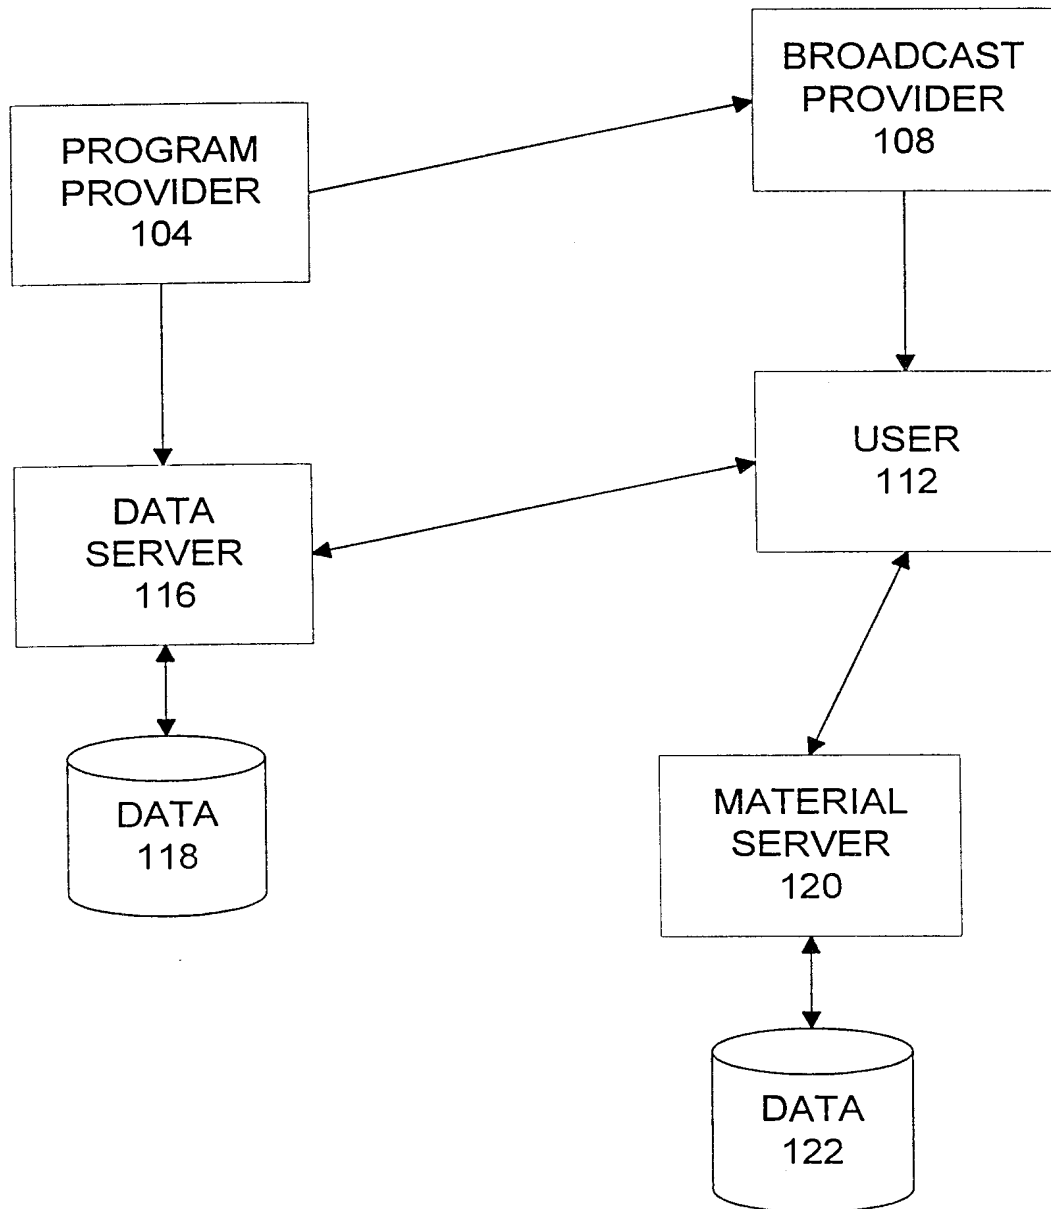 BROADCAST
PROVIDER
108
PROGRAM
PROVIDER
104
USER
112
DATA
SERVER
116
DATA
118
MATERIAL
SERVER
120
DATA
122